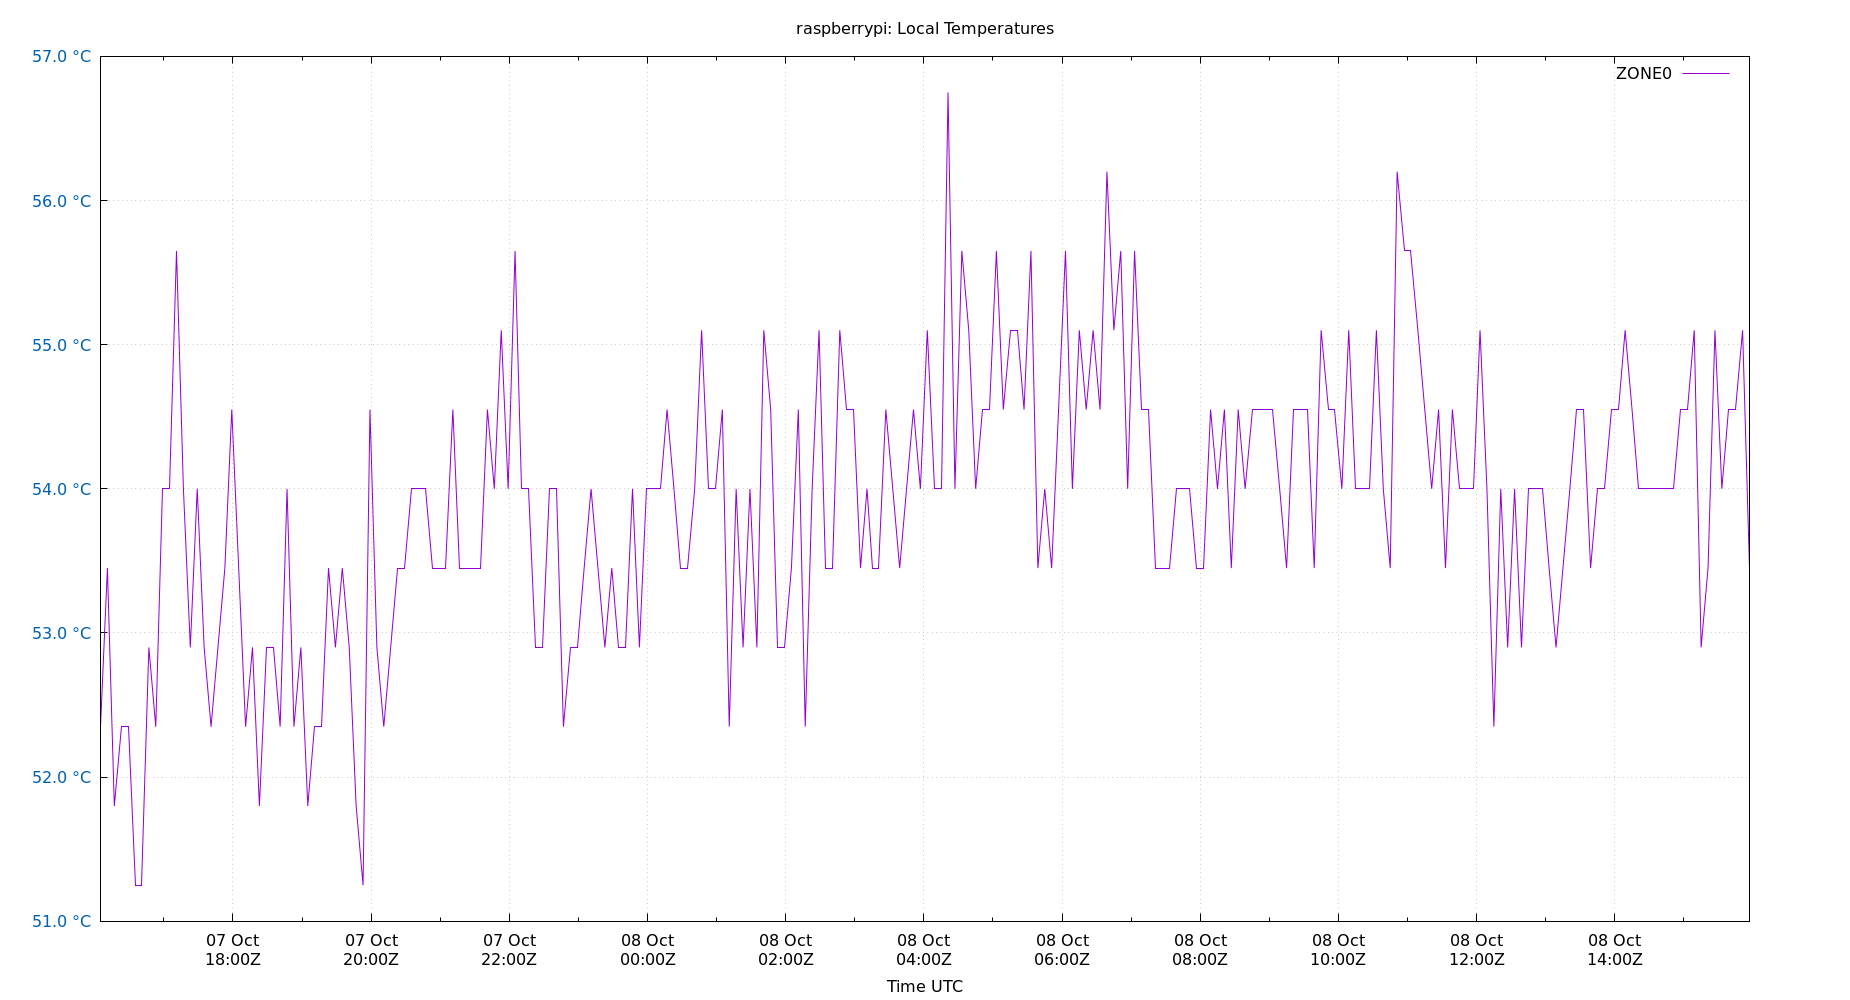 raspberrypi: Local Temperatures
57.0 °C
ZONE0
56.0 °C
55.0 °C
54.0 °C
53.0 °C
52.0 °C
51.0 °C
07 Oct 07 Oct 07 Oct 08 Oct 08 Oct 08 Oct 08 Oct 08 Oct 08 Oct 08 Oct 08 Oct
18:00Z 20:00Z 22:00Z 00:00Z 02:00Z 04:00Z 06:00Z 08:00Z 10:00Z 12:00Z 14:00Z
Time UTC